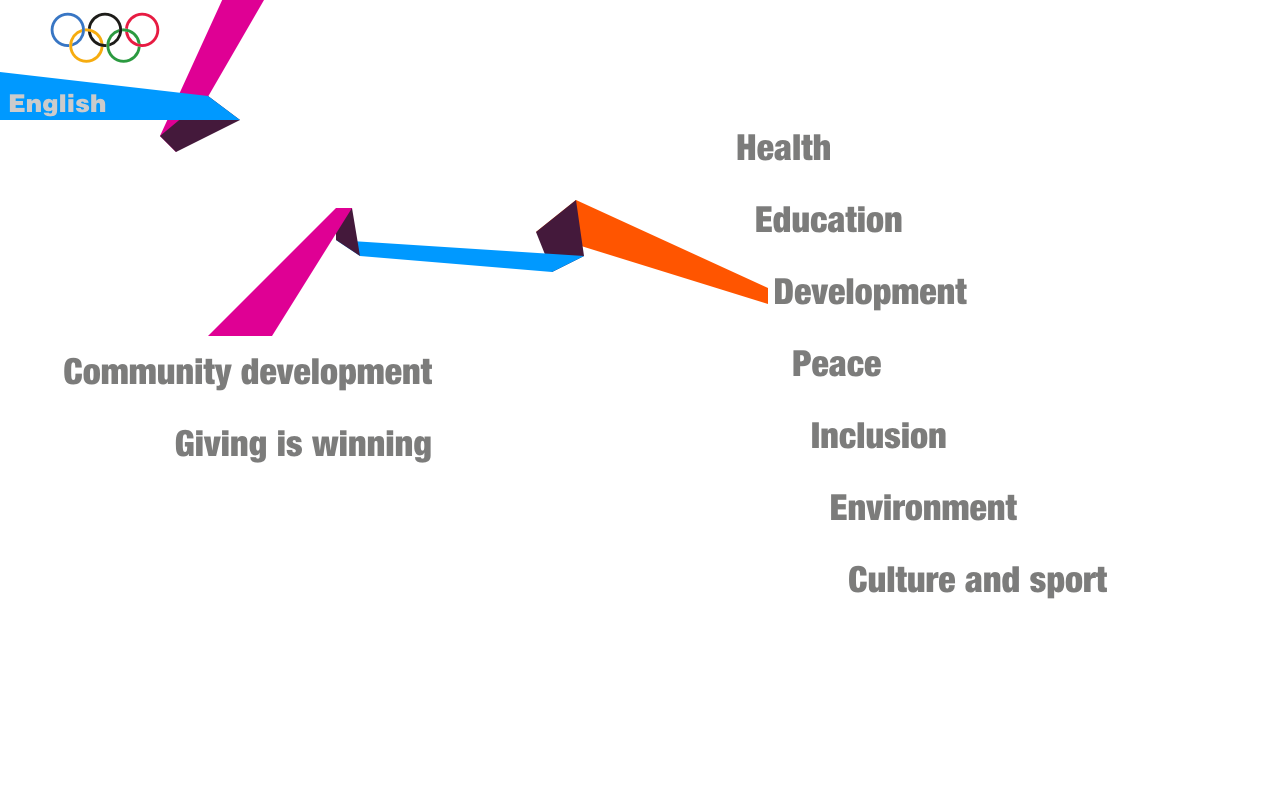 English
Health
Education
Development
Peace
Inclusion
Environment
Culture and sport
Community development
Giving is winning